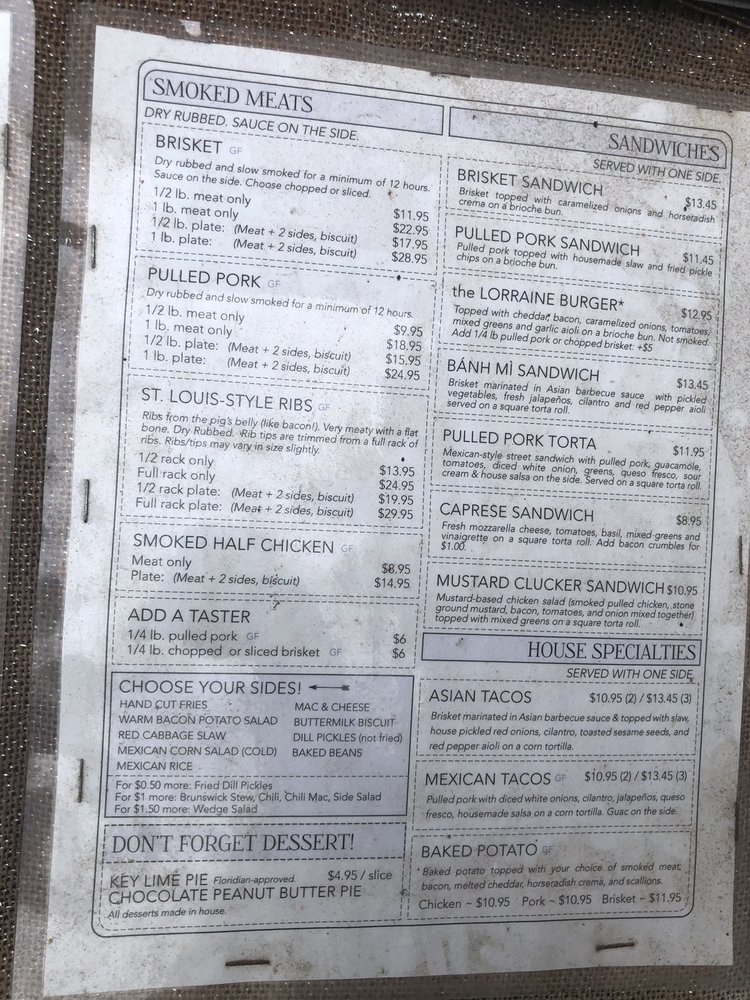 SMOKED MEATS
DRY RUBBED. SAUCE ON THE SIDE.
BRISKET GF
Dry rubbed and slow smoked for a minimum of 12 hours.
Sauce on the side. Choose chopped or sliced.
1/2 lb. meat only $11.95
1 lb. meat only $22.95
1/2 lb. plate: (Meat + 2 sides, biscuit) $17.95
1 lb. plate: (Meat + 2 sides, biscuit) $28.95
PULLED PORK GF
Dry rubbed and slow smoked for a minimum of 12 hours.
1/2 lb. meat only $9.95
1 lb. meat only $18.95
1/2 lb. plate: (Meat + 2 sides, biscuit) $15.95
1 lb. plate: (Meat + 2 sides, biscuit) $24.95
ST. LOUIS-STYLE RIBS GF
Ribs from the pig's belly (like bacon!). Very meaty with a flat
bone. Dry-Rubbed. Rib tips are trimmed from a full rack of
ribs. Ribs/tips may vary in size slightly.
1/2 rack only $13.95
Full rack only $24.95
1/2 rack plate: (Meat + 2 sides, biscuit) $19.95
Full rack plate: (Meat + 2 sides, biscuit) $29.95
SMOKED HALF CHICKEN GF
Meat only $8.95
Plate: (Meat + 2 sides, biscuit) $14.95
ADD A TASTER
1/4 lb. pulled pork GF $6
1/4 lb. chopped or sliced brisket GF $6
CHOOSE YOUR SIDES!
HAND CUT FRIES
WARM BACON POTATO SALAD
RED CABBAGE SLAW
MEXICAN CORN SALAD (COLD)
MEXICAN RICE
MAC & CHEESE
BUTTERMILK BISCUIT
DILL PICKLES (not fried)
BAKED BEANS
For $0.50 more: Fried Dill Pickles
For $1 more: Brunswick Stew, Chili, Chili Mac, Side Salad
For $1.50 more: Wedge Salad
DON'T FORGET DESSERT!
KEY LIME PIE Floridian-approved. $4.95 / slice
CHOCOLATE PEANUT BUTTER PIE
All desserts made in house.
SANDWICHES
SERVED WITH ONE SIDE.
BRISKET SANDWICH $13.45
Brisket topped with caramelized onions and horseradish
crema on a brioche bun.
PULLED PORK SANDWICH $11.45
Pulled pork topped with housemade slaw and fried pickle
chips on a brioche bun.
the LORRAINE BURGER* $12.95
Topped with cheddar, bacon, caramelized onions, tomatoes,
mixed greens and garlic aioli on a brioche bun. Not smoked.
Add 1/4 lb pulled pork or chopped brisket: +$5
BÁNH MÌ SANDWICH $13.45
Brisket marinated in Asian barbecue sauce with pickled
vegetables, fresh jalapeños, cilantro and red pepper aioli
served on a square torta roll.
PULLED PORK TORTA $11.95
Mexican-style street sandwich with pulled pork, guacamole,
tomatoes, diced white onion, greens, queso fresco, sour
cream & house salsa on the side. Served on a square torta roll.
CAPRESE SANDWICH $8.95
Fresh mozzarella cheese, tomatoes, basil, mixed greens and
vinaigrette on a square torta roll. Add bacon crumbles for
$1.00.
MUSTARD CLUCKER SANDWICH $10.95
Mustard-based chicken salad (smoked pulled chicken, stone
ground mustard, bacon, tomatoes, and onion mixed together)
topped with mixed greens on a square torta roll.
HOUSE SPECIALTIES
SERVED WITH ONE SIDE.
ASIAN TACOS $10.95 (2) / $13.45 (3)
Brisket marinated in Asian barbecue sauce & topped with slaw,
house pickled red onions, cilantro, toasted sesame seeds, and
red pepper aioli on a corn tortilla.
MEXICAN TACOS GF $10.95 (2) / $13.45 (3)
Pulled pork with diced white onions, cilantro, jalapeños, queso
fresco, housemade salsa on a corn tortilla. Guac on the side.
BAKED POTATO GF
Baked potato topped with your choice of smoked meat,
bacon, melted cheddar, horseradish crema, and scallions.
Chicken ~ $10.95 Pork ~ $10.95 Brisket ~ $11.95